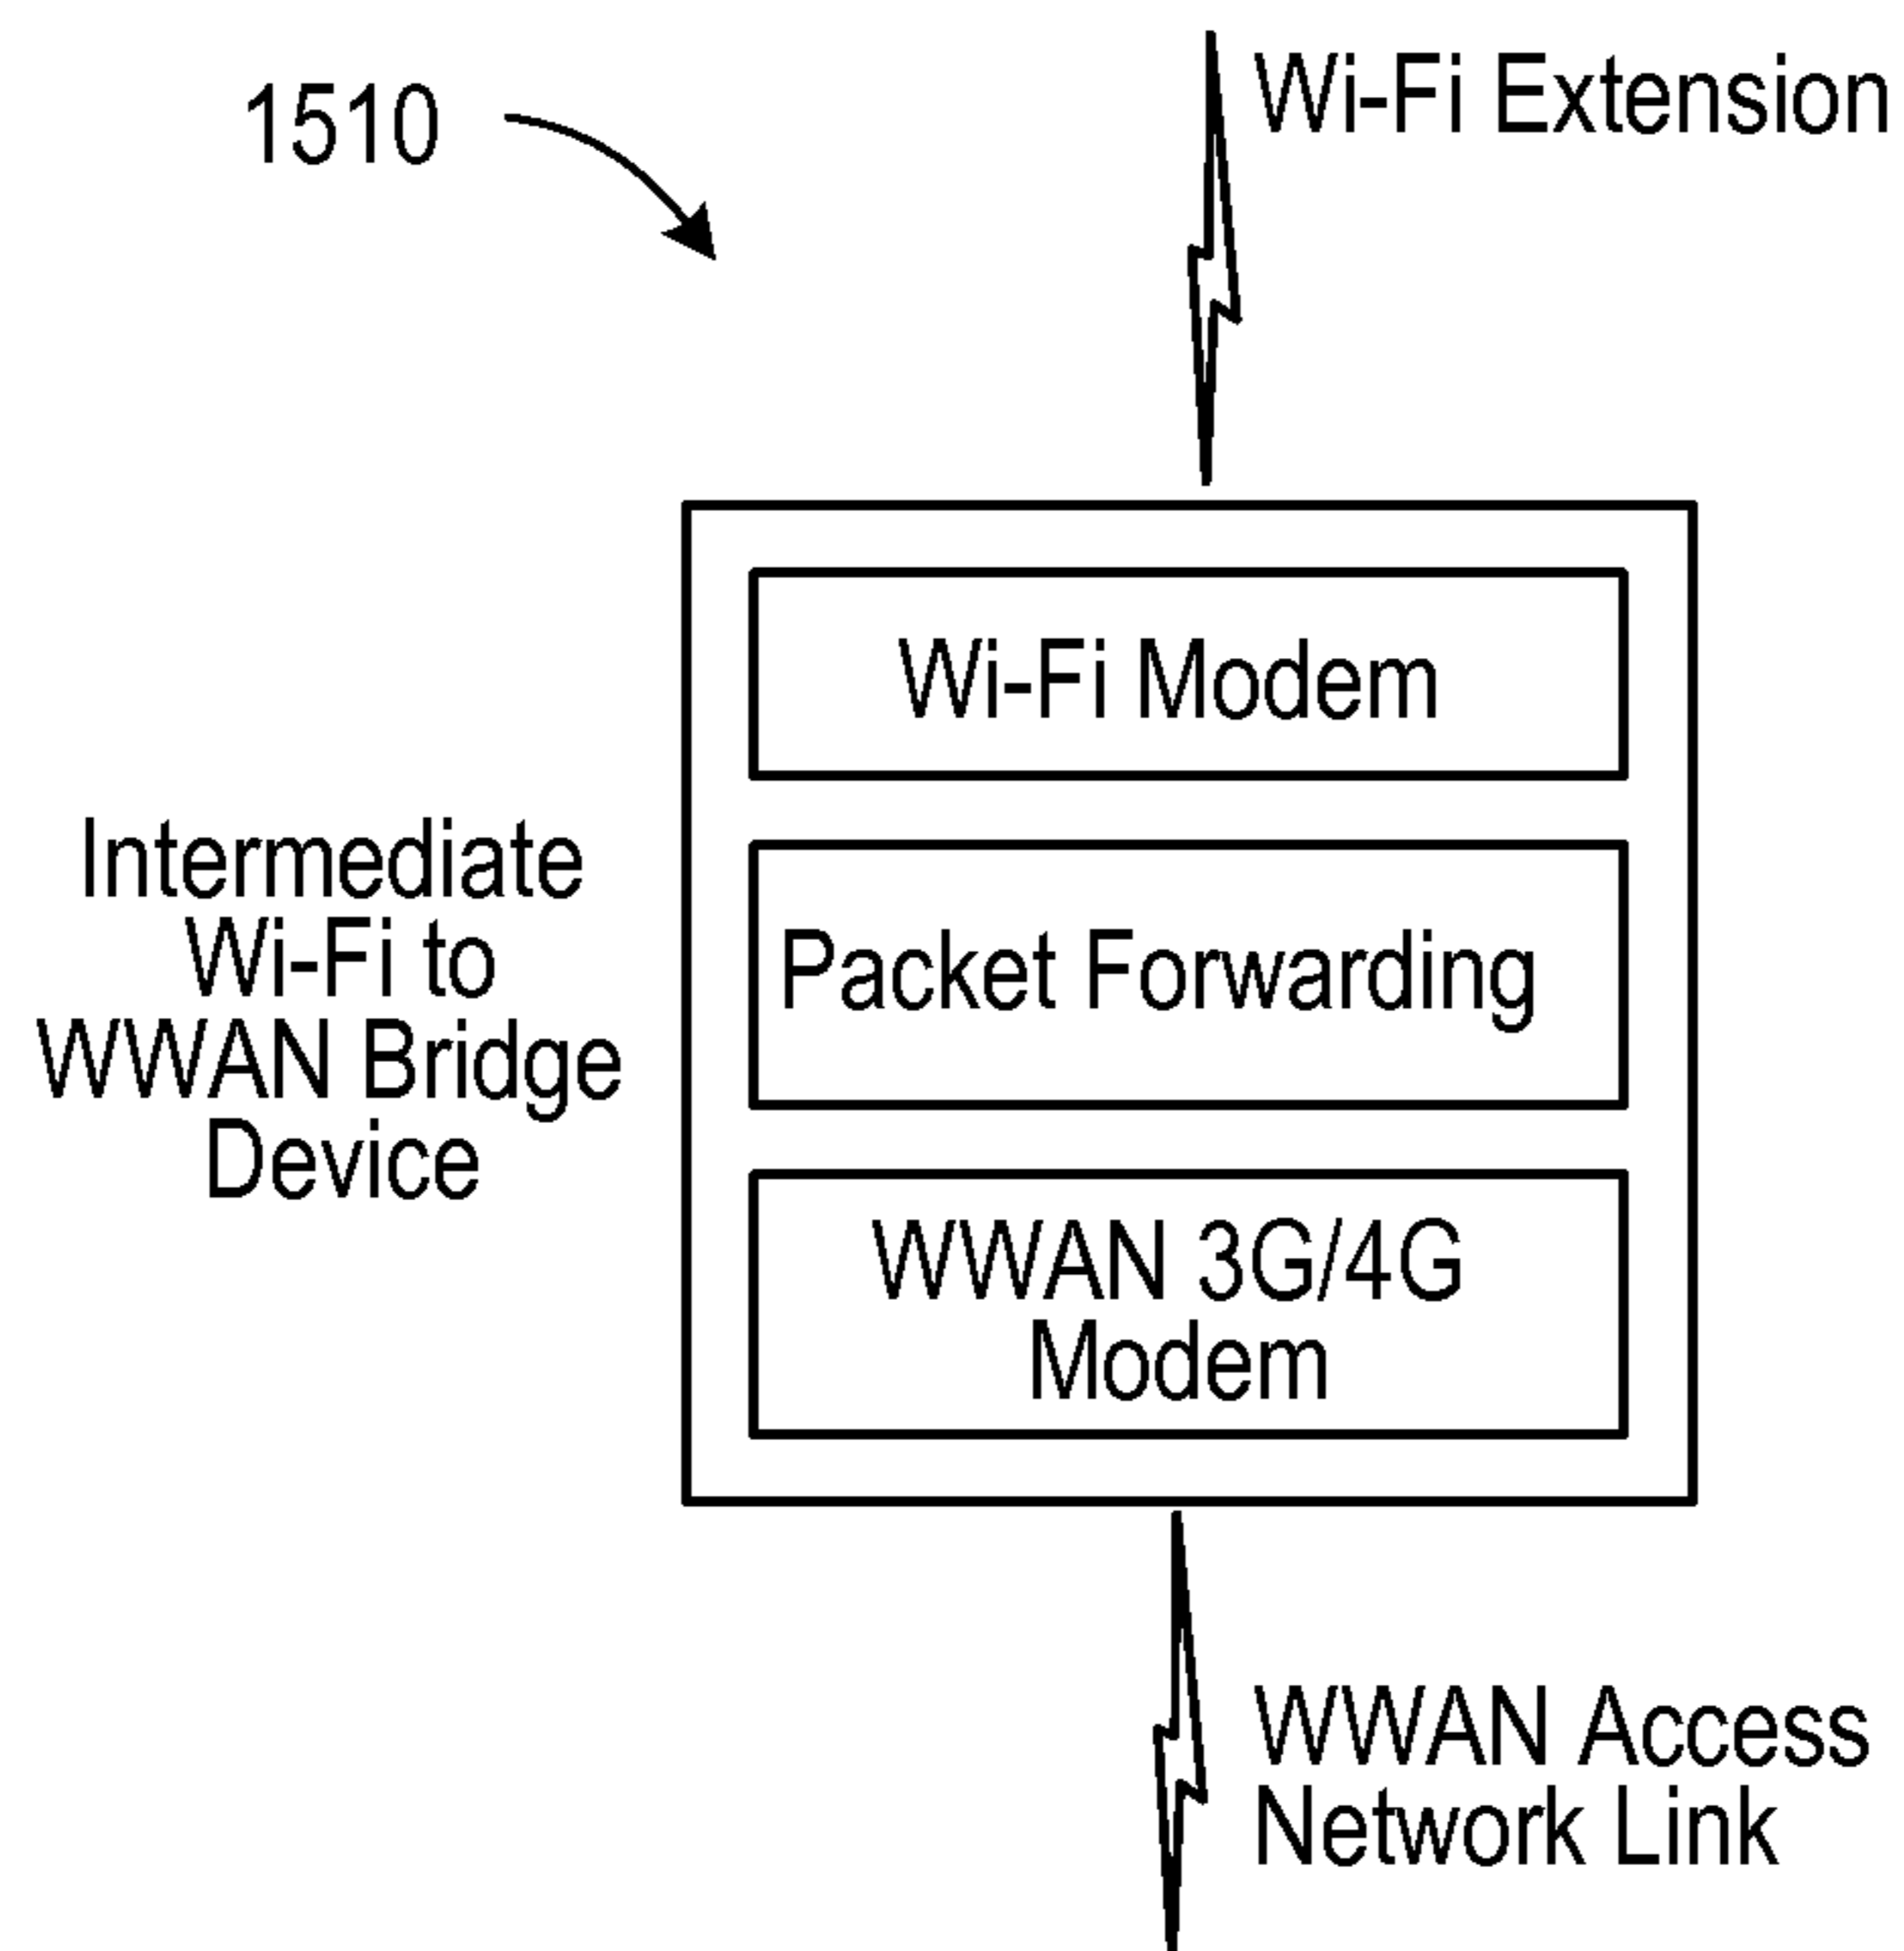 1510
Wi-Fi Extension
Wi-Fi Modem
Packet Forwarding
WWAN 3G/4G
Modem
Intermediate
Wi-Fi to
WWAN Bridge
Device
WWAN Access
Network Link